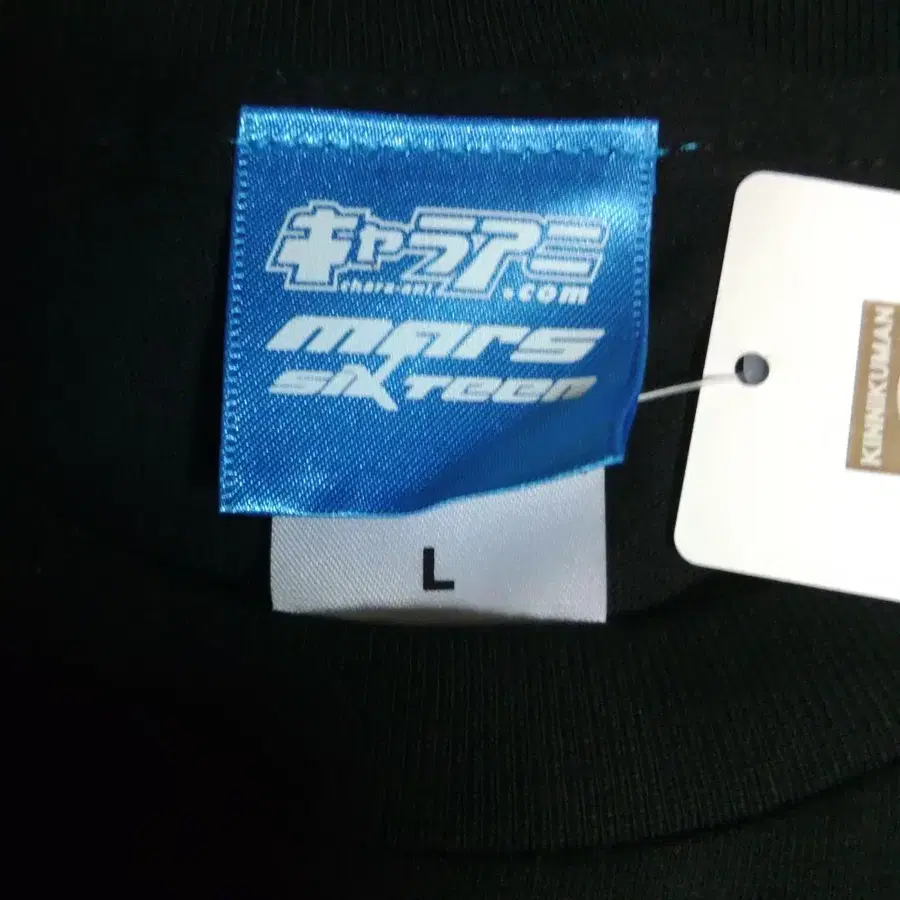 キャラアニ
chara-ani
.com
mars
sixteen
L
KINNIKUMAN